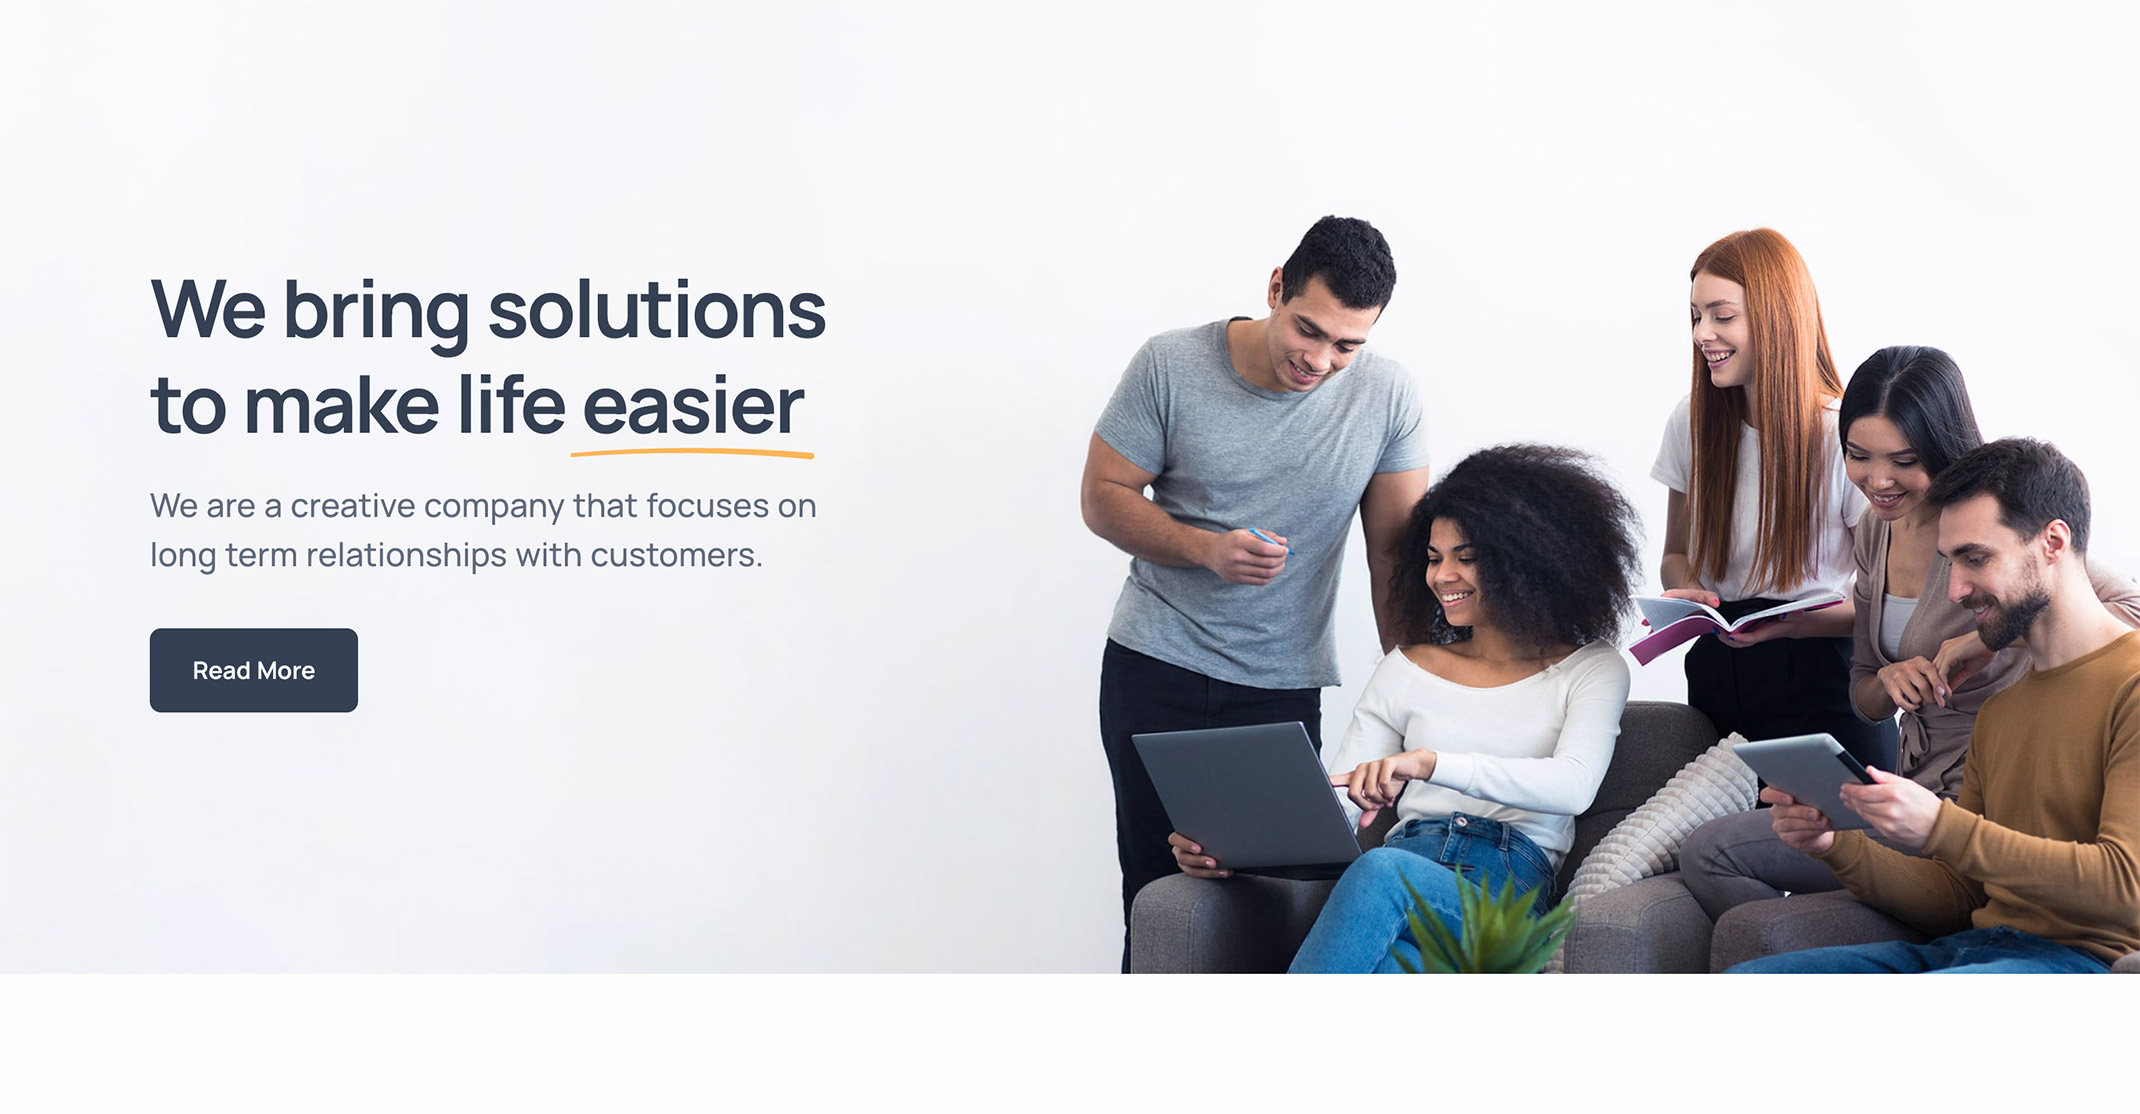 We bring solutions
to make life easier
We are a creative company that focuses on
long term relationships with customers.
Read More